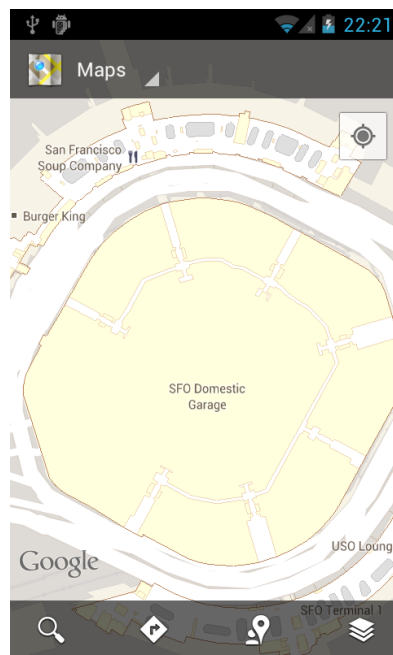 22:21
Maps
San Francisco
Soup Company
Burger King
SFO Domestic
Garage
USO Loung
Google
SFO Terminal 1